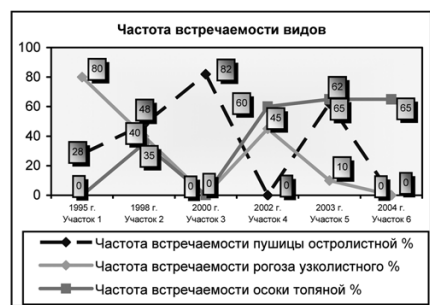 Частота встречаемости видов
100
80
60
40
20
0
80
28
0
48
40
35
82
0
0
60
45
0
62
65
10
65
0
0
1995 г.
Участок 1
1998 г.
Участок 2
2000 г.
Участок 3
2002 г.
Участок 4
2003 г.
Участок 5
2004 г.
Участок 6
Частота встречаемости пушицы остролистной %
Частота встречаемости рогоза узколистного %
Частота встречаемости осоки топяной %